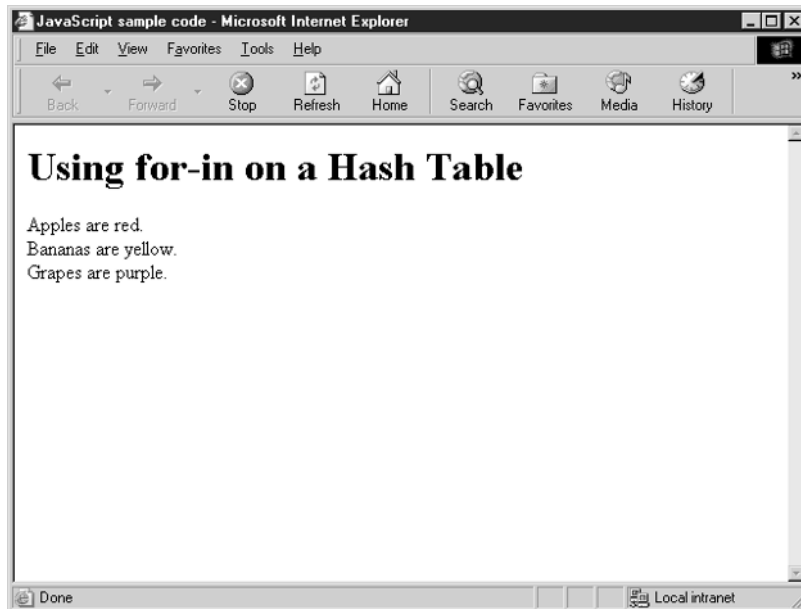 JavaScript sample code - Microsoft Internet Explorer
File Edit View Favorites Tools Help
Back Forward Stop Refresh Home Search Favorites Media History »
Using for-in on a Hash Table
Apples are red.
Bananas are yellow.
Grapes are purple.
Done Local intranet